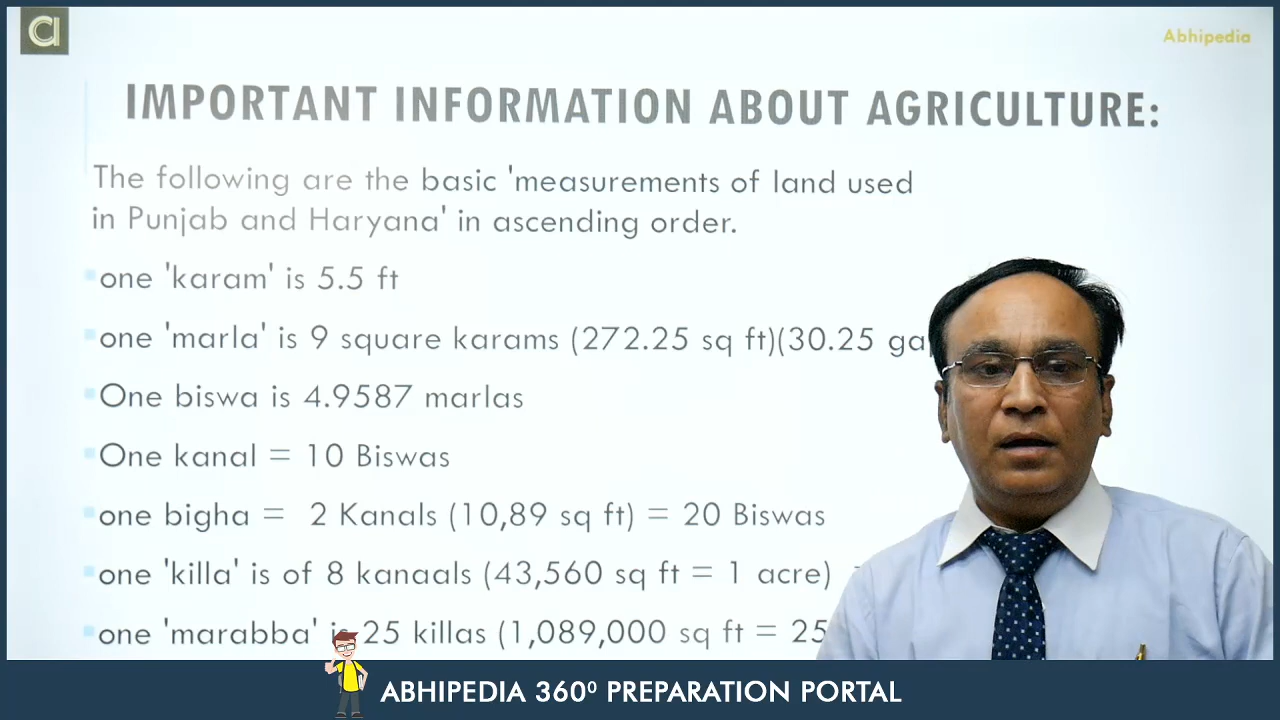 Abhipedia
IMPORTANT INFORMATION ABOUT AGRICULTURE:
The following are the basic 'measurements of land used
in Punjab and Haryana' in ascending order.
one 'karam' is 5.5 ft
one 'marla' is 9 square karams (272.25 sq ft)(30.25
One biswa is 4.9587 marlas
One kanal = 10 Biswas
one bigha = 2 Kanals (10,89 sq ft) = 20 Biswas
one 'killa' is of 8 kanaals (43,560 sq ft = 1 acre)
one 'marabba' is 25 killas (1,089,000 sq ft = 25
ABHIPEDIA 360⁰ PREPARATION PORTAL